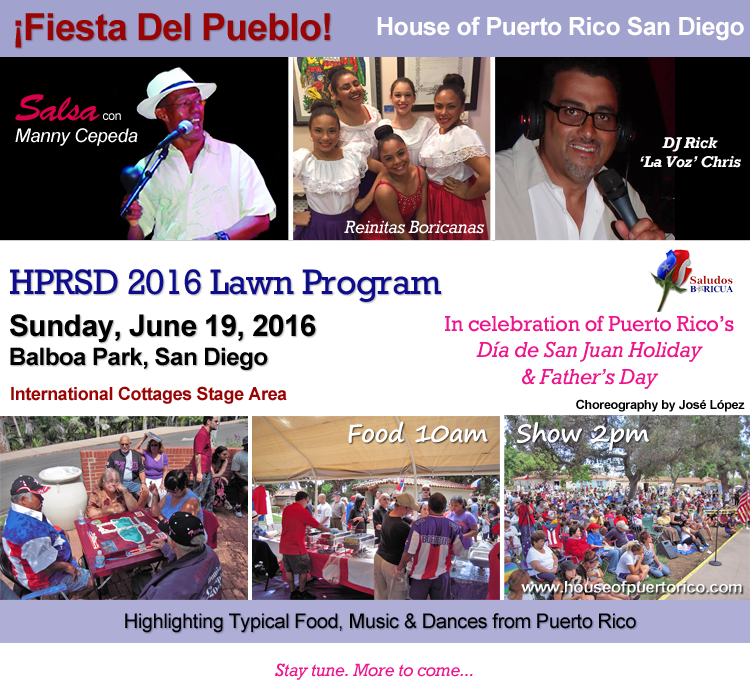 ¡Fiesta Del Pueblo!
House of Puerto Rico San Diego
Salsa con
Manny Cepeda
Reinitas Boricanas
DJ Rick
‘La Voz’ Chris
HPRSD 2016 Lawn Program
Saludos
BORICUA
Sunday, June 19, 2016
Balboa Park, San Diego
International Cottages Stage Area
In celebration of Puerto Rico’s
Día de San Juan Holiday
& Father’s Day
Choreography by José López
Food 10am
Show 2pm
www.houseofpuertorico.com
Highlighting Typical Food, Music & Dances from Puerto Rico
Stay tune. More to come...